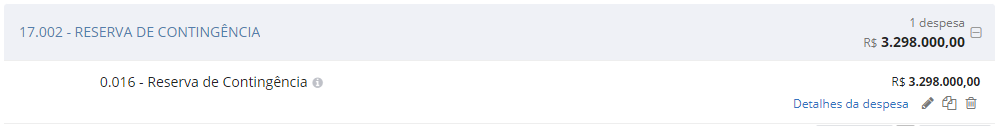 17.002 - RESERVA DE CONTINGÊNCIA
1 despesa
R$ 3.298.000,00
0.016 - Reserva de Contingência
R$ 3.298.000,00
Detalhes da despesa